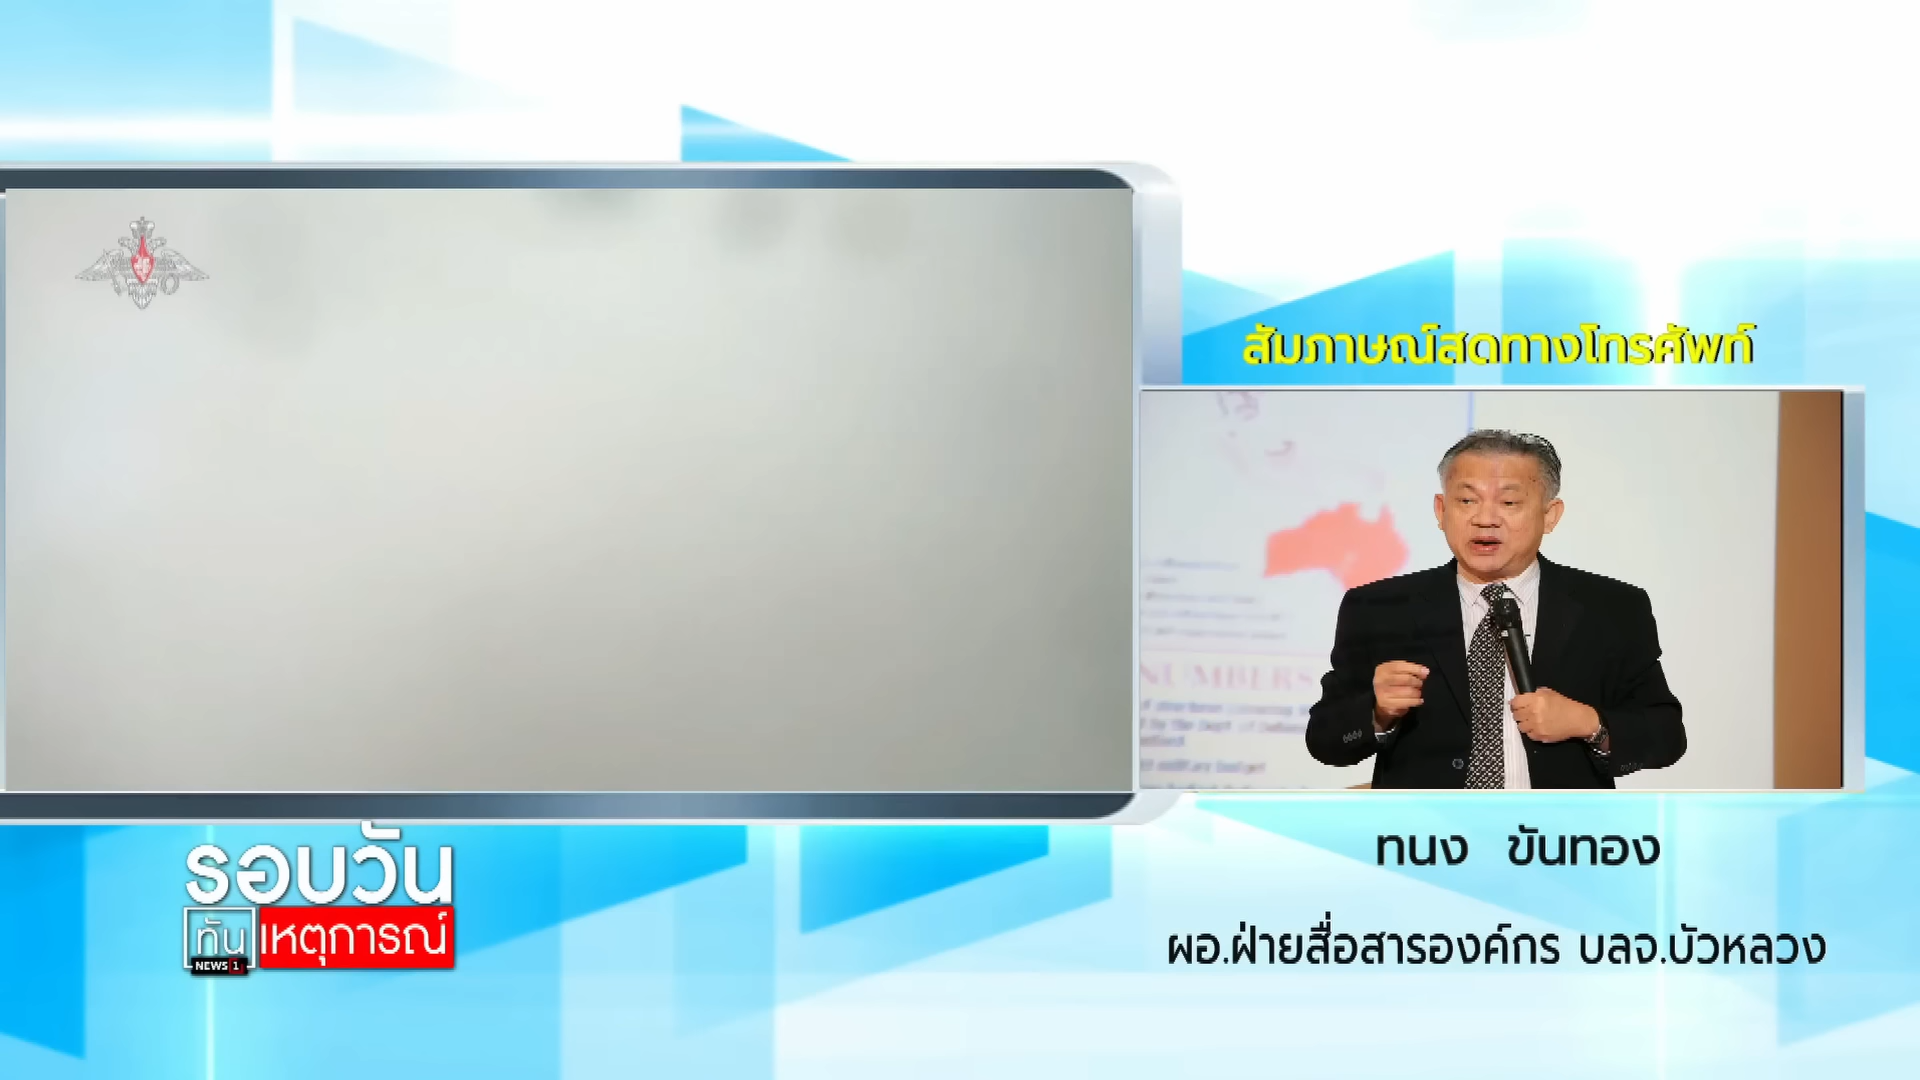 สัมภาษณ์สดทางโทรศัพท์
NUMBERS
ทนง ขันทอง
ผอ.ฝ่ายสื่อสารองค์กร บลจ.บัวหลวง
รอบวัน
ทัน เหตุการณ์
NEWS 1